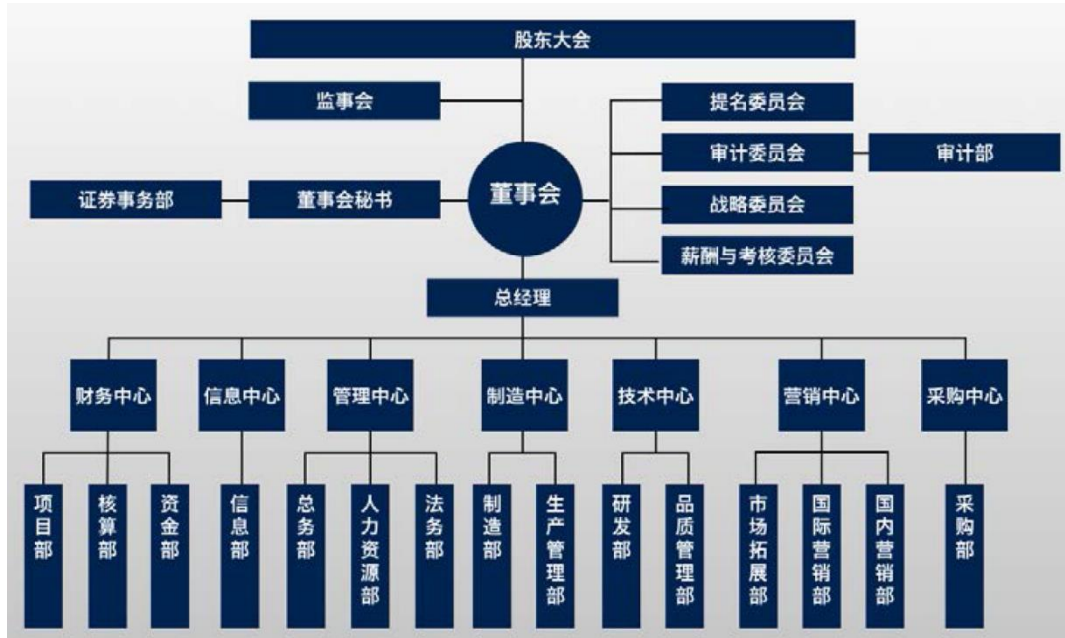 股东大会
监事会
提名委员会
审计委员会
审计部
证券事务部
董事会秘书
董事会
战略委员会
薪酬与考核委员会
总经理
财务中心
信息中心
管理中心
制造中心
技术中心
营销中心
采购中心
项目部
核算部
资金部
信息部
总务部
人力资源部
法务部
制造部
生产管理部
研发部
品质管理部
市场拓展部
国际营销部
国内营销部
采购部